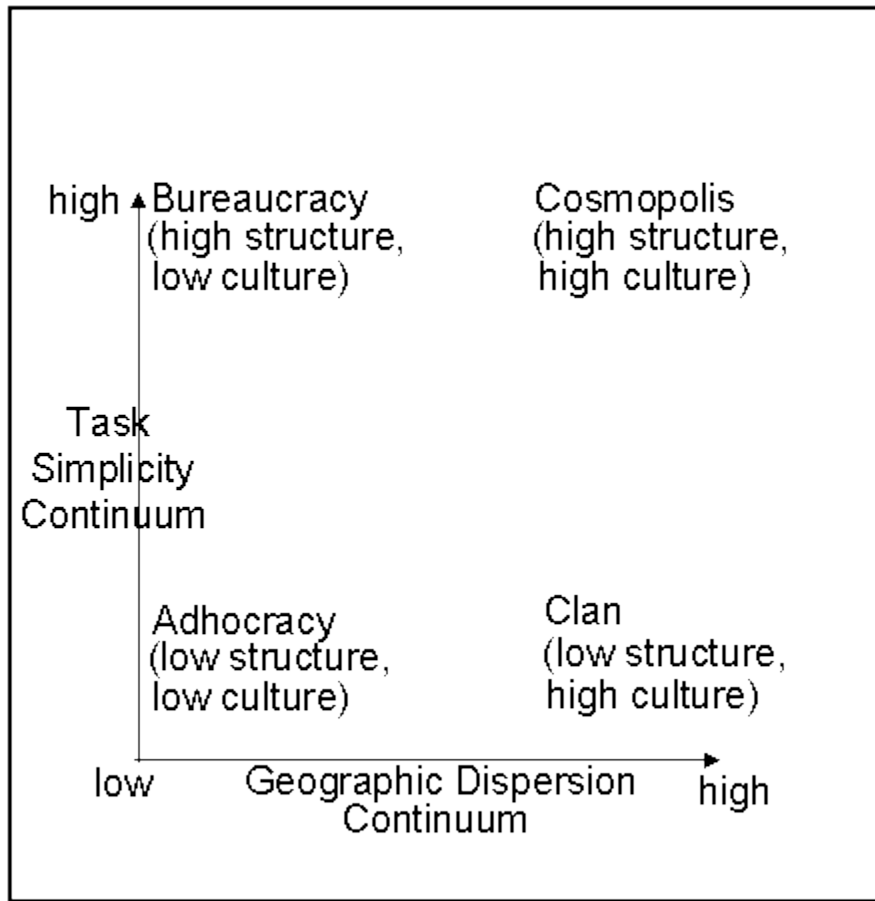 high
Bureaucracy
(high structure,
low culture)
Cosmopolis
(high structure,
high culture)
Task
Simplicity
Continuum
Adhocracy
(low structure,
low culture)
Clan
(low structure,
high culture)
low
Geographic Dispersion
Continuum
high